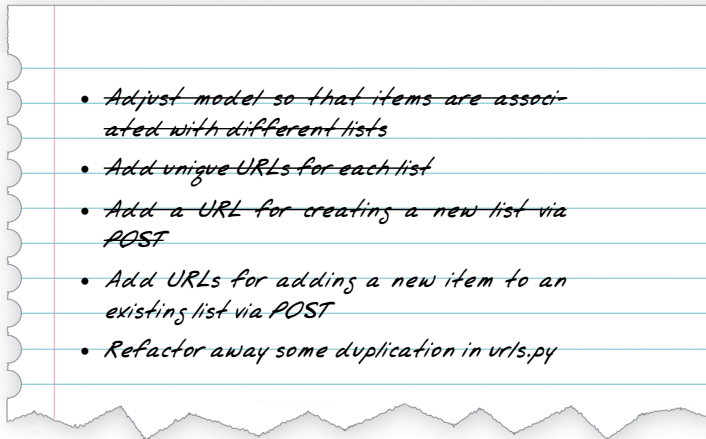 • Adjust model so that items are associ-
ated with different lists
• Add unique URLs for each list
• Add a URL for creating a new list via
POST
• Add URLs for adding a new item to an
existing list via POST
• Refactor away some duplication in urls.py